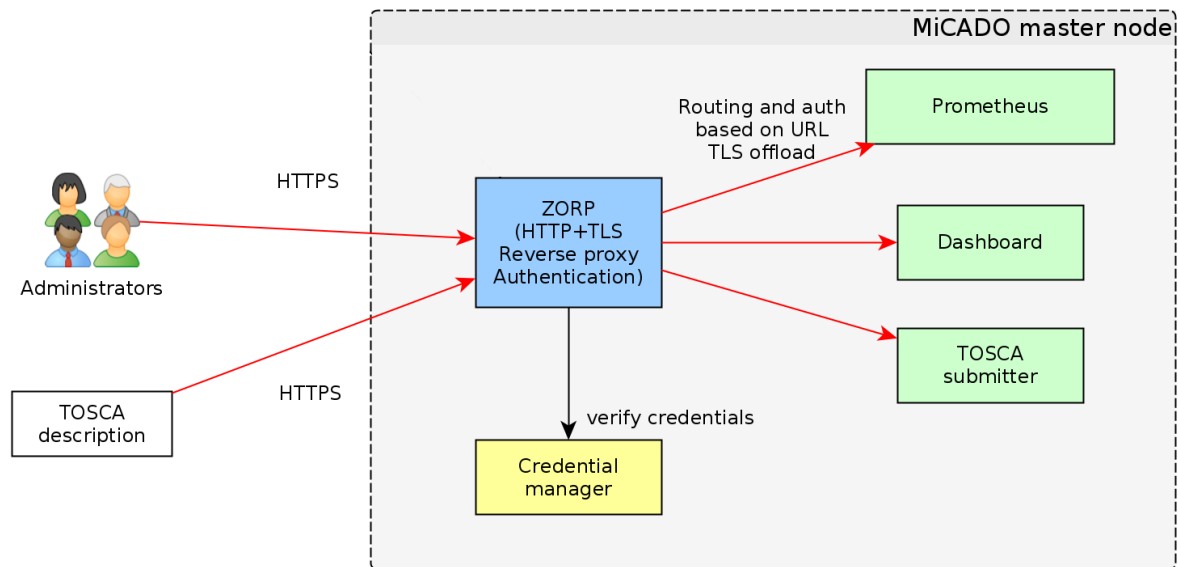 MiCADO master node
Routing and auth
based on URL
TLS offload
Prometheus
HTTPS
ZORP
(HTTP+TLS
Reverse proxy
Authentication)
Dashboard
Administrators
TOSCA
submitter
HTTPS
TOSCA
description
verify credentials
Credential
manager